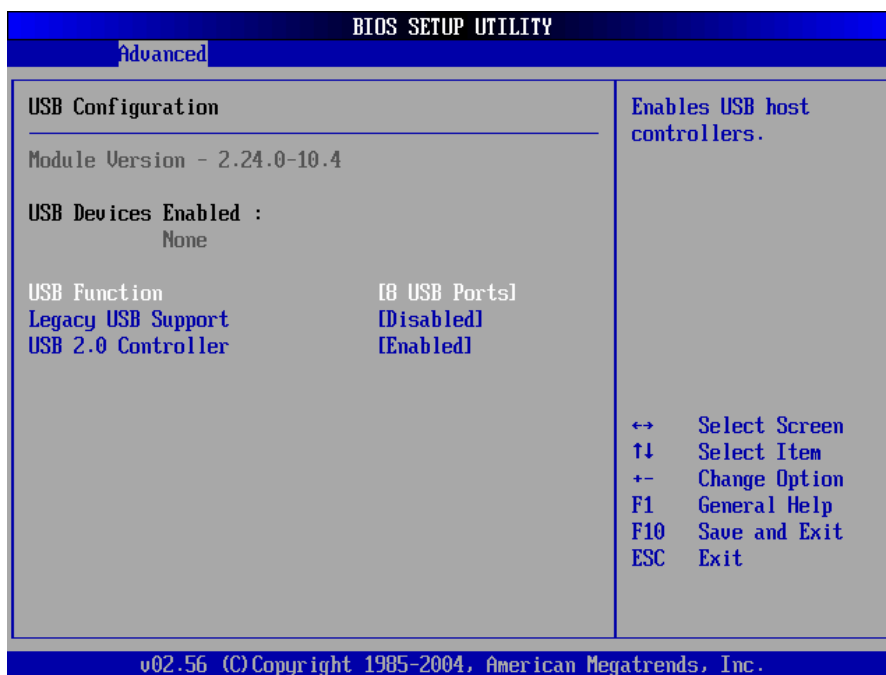 BIOS SETUP UTILITY
Advanced
USB Configuration
Module Version - 2.24.0-10.4
USB Devices Enabled :
None
USB Function [8 USB Ports]
Legacy USB Support [Disabled]
USB 2.0 Controller [Enabled]
Enables USB host
controllers.
↔ Select Screen
↑↓ Select Item
+- Change Option
F1 General Help
F10 Save and Exit
ESC Exit
v02.56 (C)Copyright 1985-2004, American Megatrends, Inc.